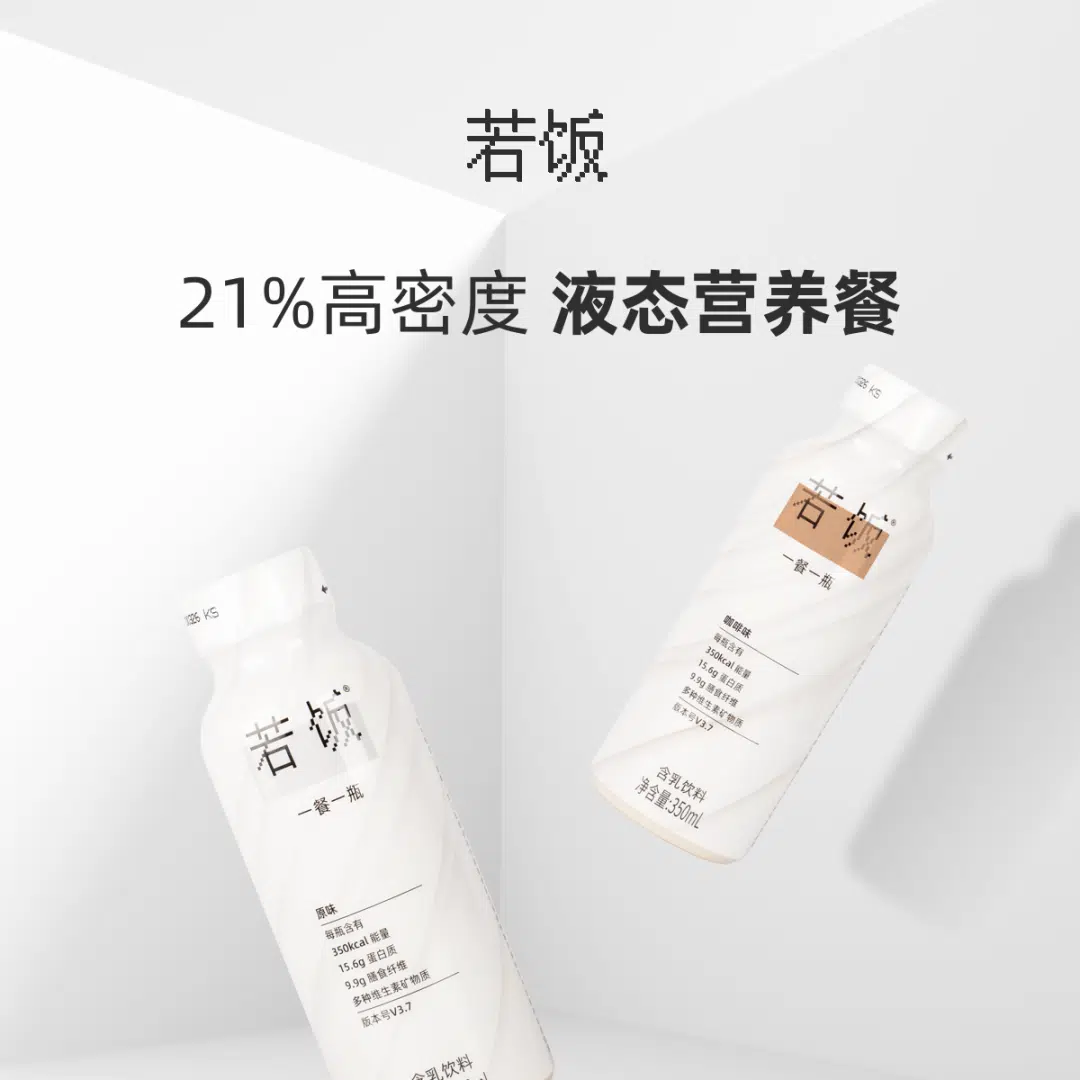 若饭
21%高密度 液态营养餐
KS
若饭®
一餐一瓶
咖啡味
每瓶含有
350kcal 能量
15.6g 蛋白质
9.9g 膳食纤维
多种维生素矿物质
版本号V3.7
含乳饮料
净含量:350mL
KS
若饭®
一餐一瓶
原味
每瓶含有
350kcal 能量
15.6g 蛋白质
9.9g 膳食纤维
多种维生素矿物质
版本号V3.7
含乳饮料